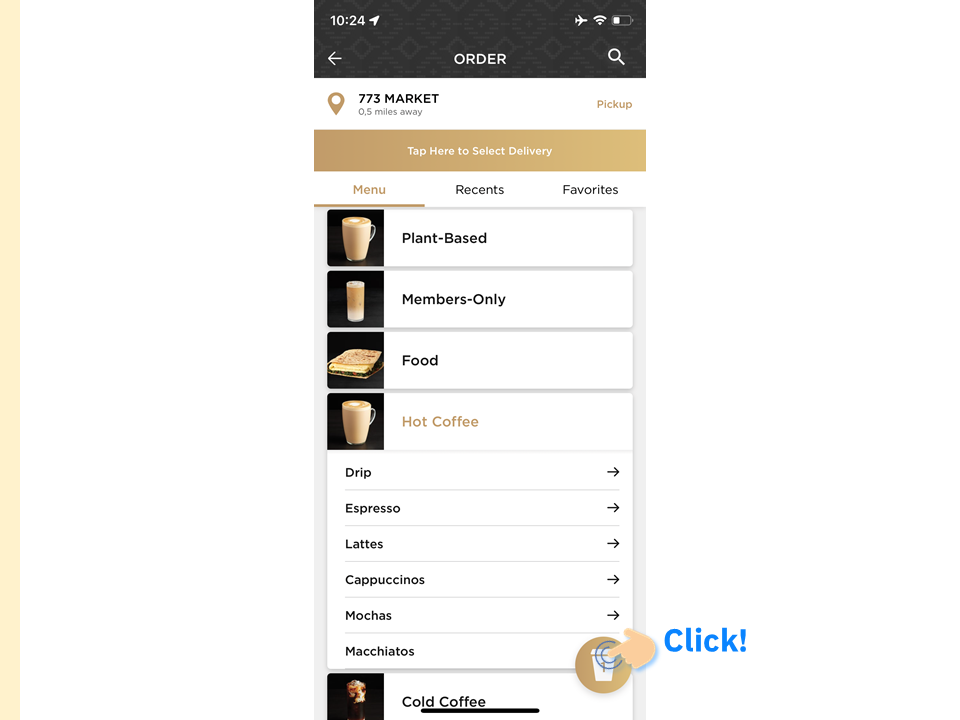 10:24
ORDER
773 MARKET
0,5 miles away
Pickup
Tap Here to Select Delivery
Menu
Recents
Favorites
Plant-Based
Members-Only
Food
Hot Coffee
Drip
Espresso
Lattes
Cappuccinos
Mochas
Macchiatos
Click!
Cold Coffee